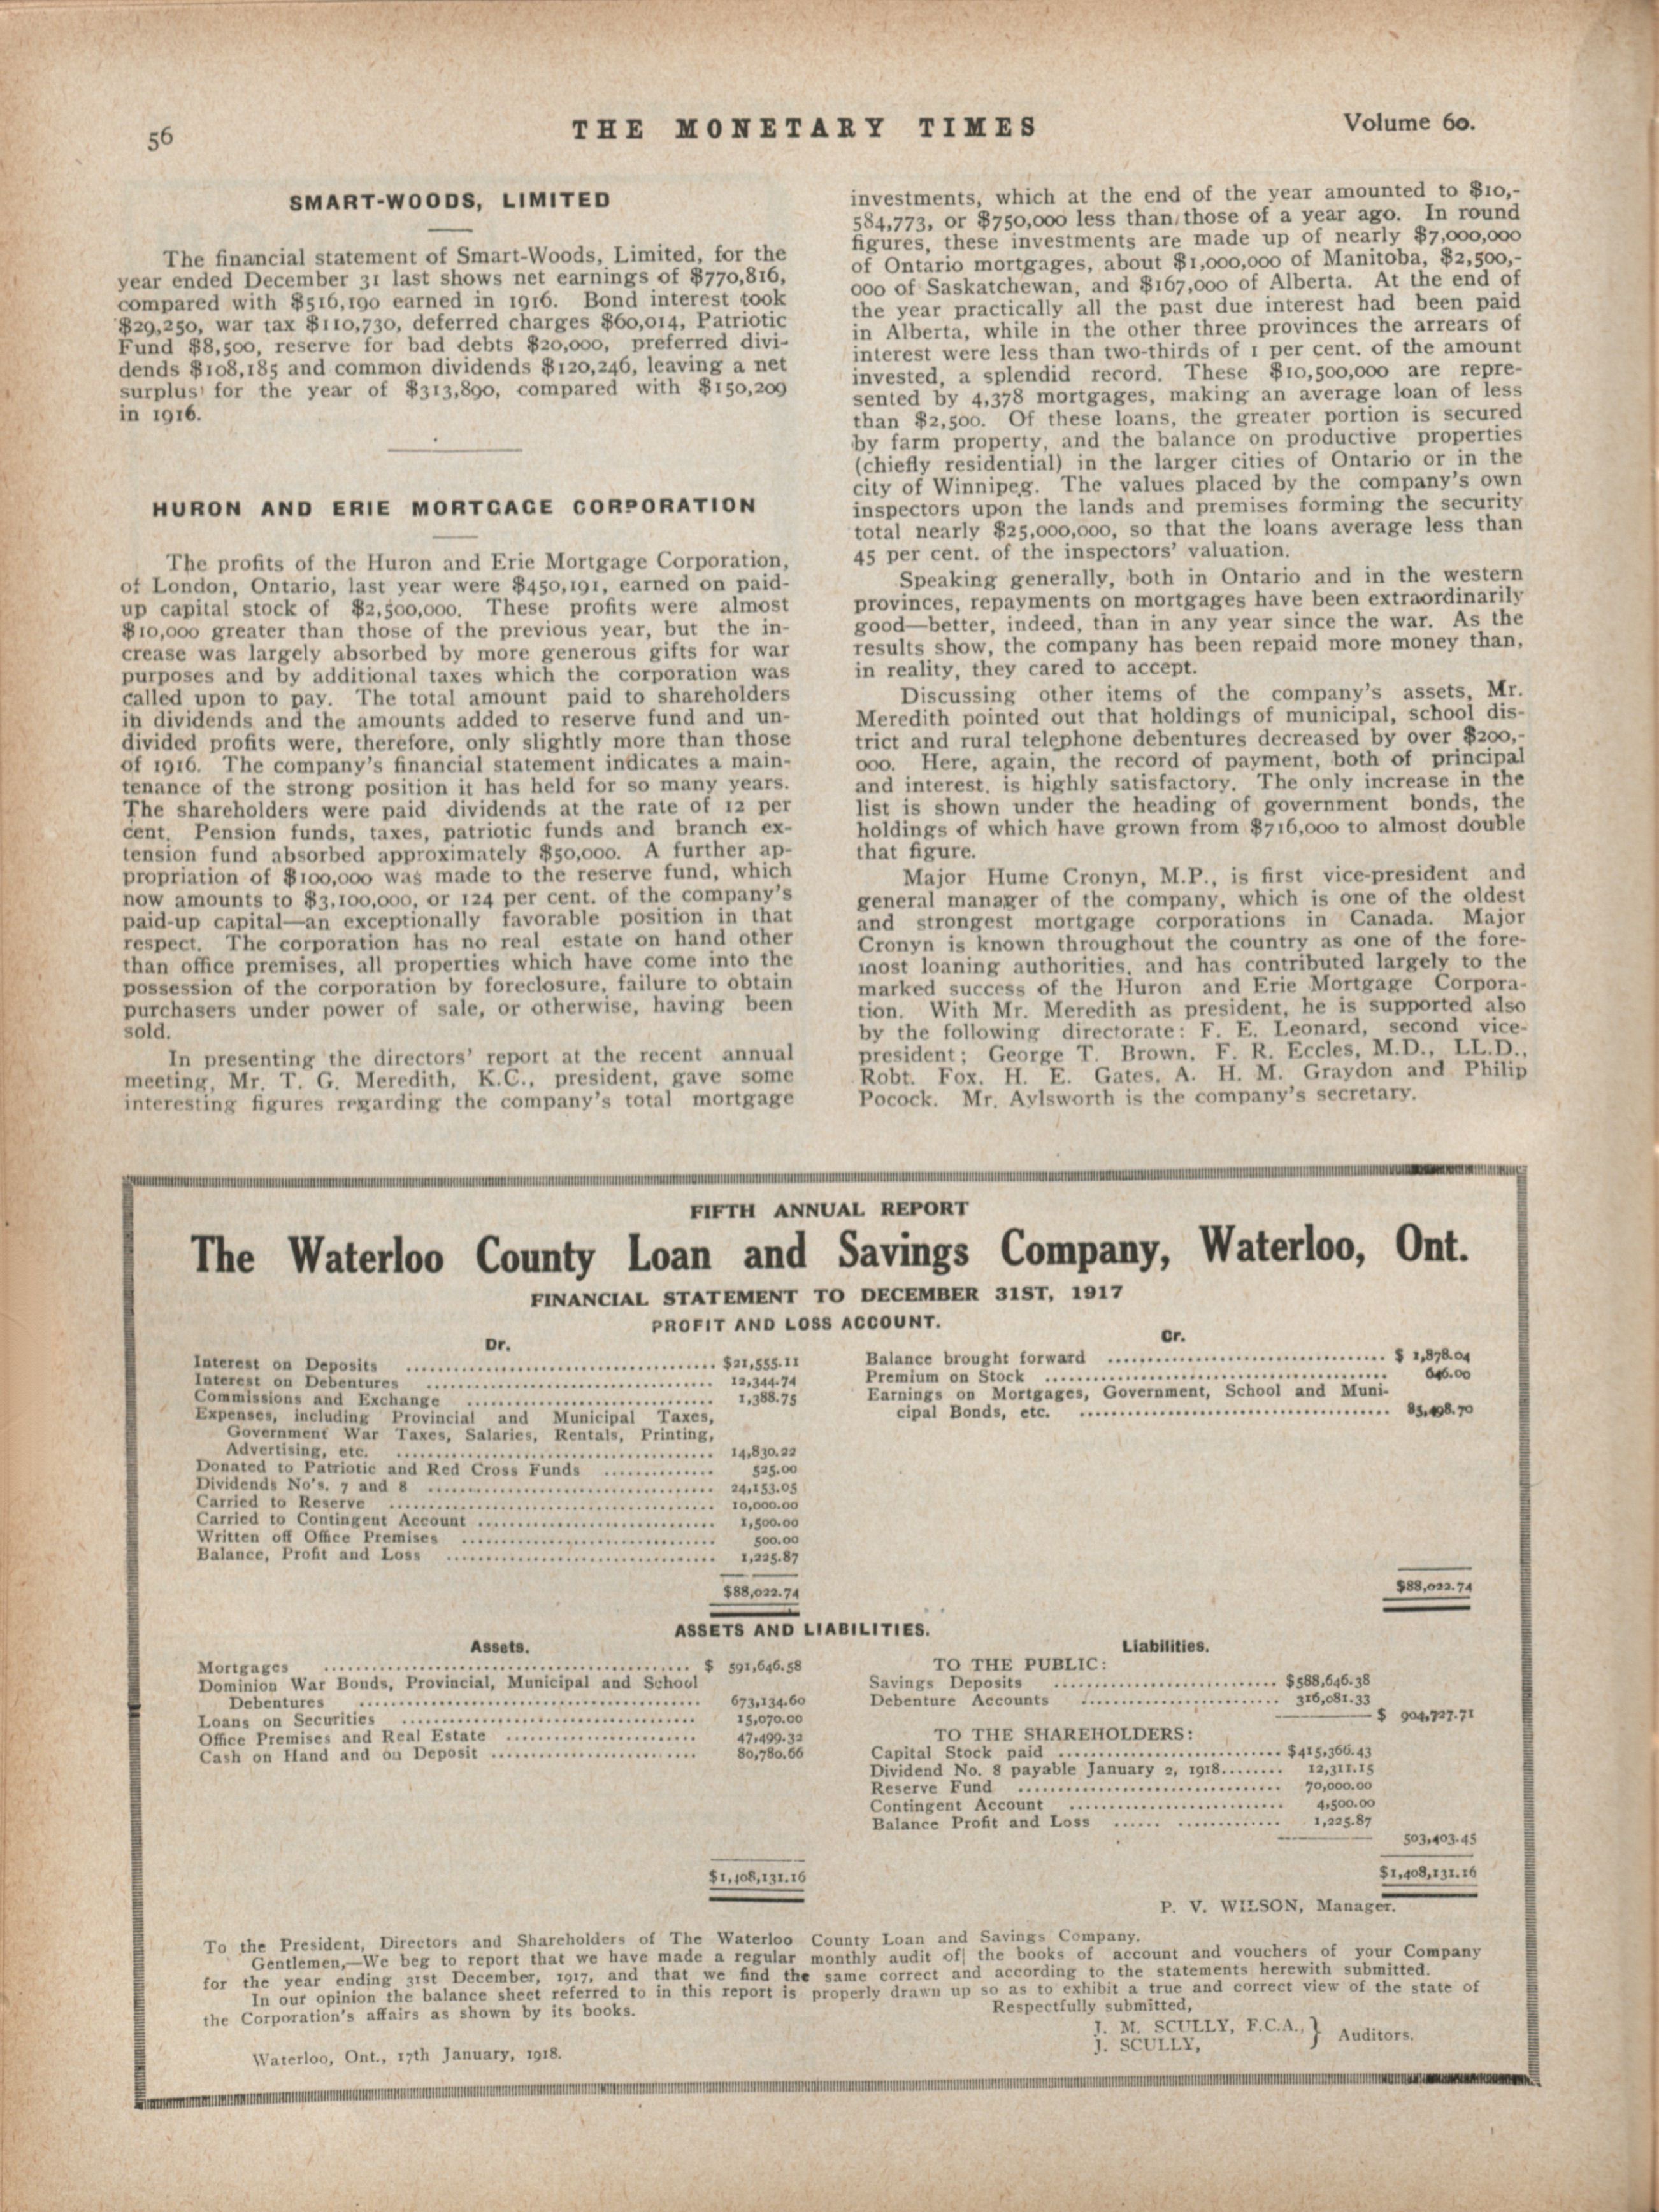 56
THE MONETARY TIMES
Volume 60.
SMART-WOODS, LIMITED
The financial statement of Smart-Woods, Limited, for the
year ended December 31 last shows net earnings of $770,816,
compared with $516,190 earned in 1916. Bond interest took
$29,250, war tax $110,730, deferred charges $60,014, Patriotic
Fund $8,500, reserve for bad debts $20,000, preferred divi-
dends $108,185 and common dividends $120,246, leaving a net
surplus for the year of $313,890, compared with $150,209
in 1916.
HURON AND ERIE MORTGAGE CORPORATION
The profits of the Huron and Erie Mortgage Corporation,
of London, Ontario, last year were $450,191, earned on paid-
up capital stock of $2,500,000. These profits were almost
$10,000 greater than those of the previous year, but the in-
crease was largely absorbed by more generous gifts for war
purposes and by additional taxes which the corporation was
called upon to pay. The total amount paid to shareholders
in dividends and the amounts added to reserve fund and un-
divided profits were, therefore, only slightly more than those
of 1916. The company's financial statement indicates a main-
tenance of the strong position it has held for so many years.
The shareholders were paid dividends at the rate of 12 per
cent. Pension funds, taxes, patriotic funds and branch ex-
tension fund absorbed approximately $50,000. A further ap-
propriation of $100,000 was made to the reserve fund, which
now amounts to $3,100,000, or 124 per cent. of the company's
paid-up capital—an exceptionally favorable position in that
respect. The corporation has no real estate on hand other
than office premises, all properties which have come into the
possession of the corporation by foreclosure, failure to obtain
purchasers under power of sale, or otherwise, having been
sold.
In presenting the directors' report at the recent annual
meeting, Mr. T. G. Meredith, K.C., president, gave some
interesting figures regarding the company's total mortgage
investments, which at the end of the year amounted to $10,-
584,773, or $750,000 less than those of a year ago. In round
figures, these investments are made up of nearly $7,000,000
of Ontario mortgages, about $1,000,000 of Manitoba, $2,500,-
000 of Saskatchewan, and $167,000 of Alberta. At the end of
the year practically all the past due interest had been paid
in Alberta, while in the other three provinces the arrears of
interest were less than two-thirds of 1 per cent. of the amount
invested, a splendid record. These $10,500,000 are repre-
sented by 4,378 mortgages, making an average loan of less
than $2,500. Of these loans, the greater portion is secured
by farm property, and the balance on productive properties
(chiefly residential) in the larger cities of Ontario or in the
city of Winnipeg. The values placed by the company's own
inspectors upon the lands and premises forming the security
total nearly $25,000,000, so that the loans average less than
45 per cent. of the inspectors' valuation.
Speaking generally, both in Ontario and in the western
provinces, repayments on mortgages have been extraordinarily
good—better, indeed, than in any year since the war. As the
results show, the company has been repaid more money than,
in reality, they cared to accept.
Discussing other items of the company's assets, Mr.
Meredith pointed out that holdings of municipal, school dis-
trict and rural telephone debentures decreased by over $200,-
000. Here, again, the record of payment, both of principal
and interest, is highly satisfactory. The only increase in the
list is shown under the heading of government bonds, the
holdings of which have grown from $716,000 to almost double
that figure.
Major Hume Cronyn, M.P., is first vice-president and
general manager of the company, which is one of the oldest
and strongest mortgage corporations in Canada. Major
Cronyn is known throughout the country as one of the fore-
most loaning authorities, and has contributed largely to the
marked success of the Huron and Erie Mortgage Corpora-
tion. With Mr. Meredith as president, he is supported also
by the following directorate: F. E. Leonard, second vice-
president; George T. Brown, F. R. Eccles, M.D., LL.D.,
Robt. Fox, H. E. Gates, A. H. M. Graydon and Philip
Pocock. Mr. Aylsworth is the company's secretary.
FIFTH ANNUAL REPORT
The Waterloo County Loan and Savings Company, Waterloo, Ont.
FINANCIAL STATEMENT TO DECEMBER 31ST, 1917
PROFIT AND LOSS ACCOUNT.
Dr.
Interest on Deposits $21,555.11
Interest on Debentures 12,344.74
Commissions and Exchange 1,388.75
Expenses, including Provincial and Municipal Taxes,
Government War Taxes, Salaries, Rentals, Printing,
Advertising, etc. 14,830.22
Donated to Patriotic and Red Cross Funds 525.00
Dividends No's. 7 and 8 24,153.05
Carried to Reserve 10,000.00
Carried to Contingent Account 1,500.00
Written off Office Premises 500.00
Balance, Profit and Loss 1,225.87
$88,022.74
Cr.
Balance brought forward $ 1,878.04
Premium on Stock 646.00
Earnings on Mortgages, Government, School and Muni-
cipal Bonds, etc. 85,498.70
$88,022.74
ASSETS AND LIABILITIES.
Assets.
Mortgages $ 591,646.58
Dominion War Bonds, Provincial, Municipal and School
Debentures 673,134.60
Loans on Securities 15,070.00
Office Premises and Real Estate 47,499.32
Cash on Hand and on Deposit 80,780.66
$1,408,131.16
Liabilities.
TO THE PUBLIC:
Savings Deposits $588,646.38
Debenture Accounts 316,081.33
$ 904,727.71
TO THE SHAREHOLDERS:
Capital Stock paid $415,366.43
Dividend No. 8 payable January 2, 1918 12,311.15
Reserve Fund 70,000.00
Contingent Account 4,500.00
Balance Profit and Loss 1,225.87
503,403.45
$1,408,131.16
P. V. WILSON, Manager.
To the President, Directors and Shareholders of The Waterloo County Loan and Savings Company.
Gentlemen,—We beg to report that we have made a regular monthly audit of the books of account and vouchers of your Company
for the year ending 31st December, 1917, and that we find the same correct and according to the statements herewith submitted.
In our opinion the balance sheet referred to in this report is properly drawn up so as to exhibit a true and correct view of the state of
the Corporation's affairs as shown by its books.
Respectfully submitted,
J. M. SCULLY, F.C.A.,
J. SCULLY,
Auditors.
Waterloo, Ont., 17th January, 1918.